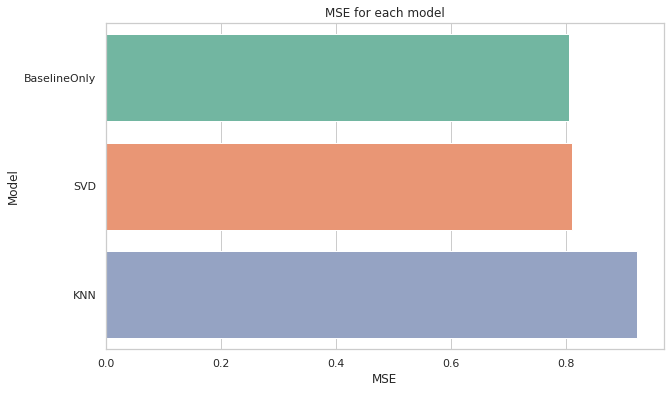 MSE for each model
BaselineOnly
SVD
KNN
Model
0.0 0.2 0.4 0.6 0.8
MSE